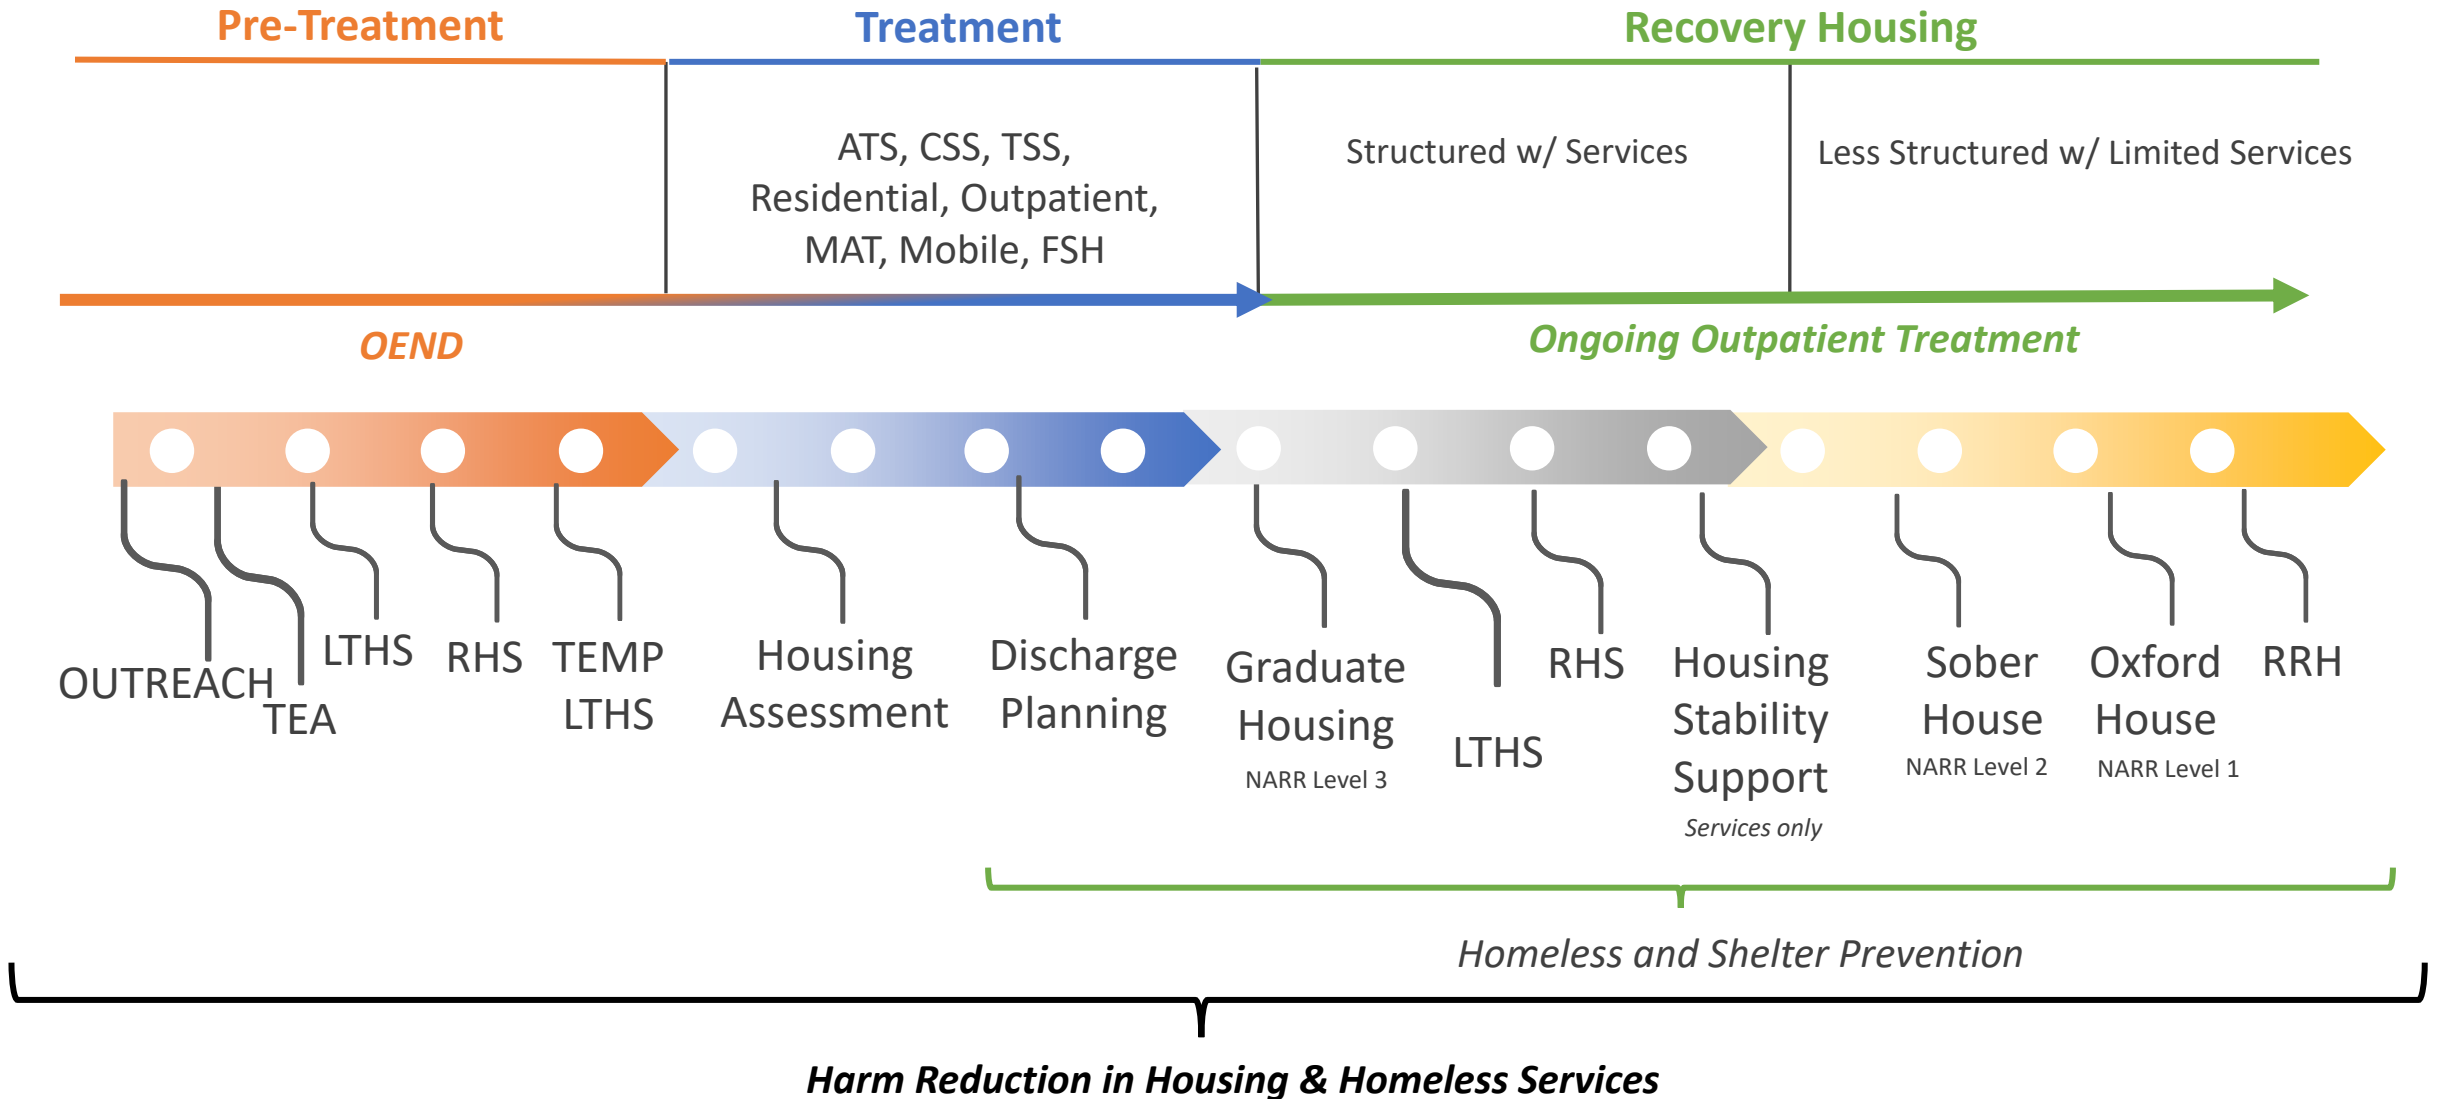 Pre-Treatment
Treatment
Recovery Housing
ATS, CSS, TSS,
Residential, Outpatient,
MAT, Mobile, FSH
Structured w/ Services
Less Structured w/ Limited Services
OEND
Ongoing Outpatient Treatment
OUTREACH
TEA
LTHS
RHS
TEMP
LTHS
Housing
Assessment
Discharge
Planning
Graduate
Housing
NARR Level 3
LTHS
RHS
Housing
Stability
Support
Services only
Sober
House
NARR Level 2
Oxford
House
NARR Level 1
RRH
Homeless and Shelter Prevention
Harm Reduction in Housing & Homeless Services